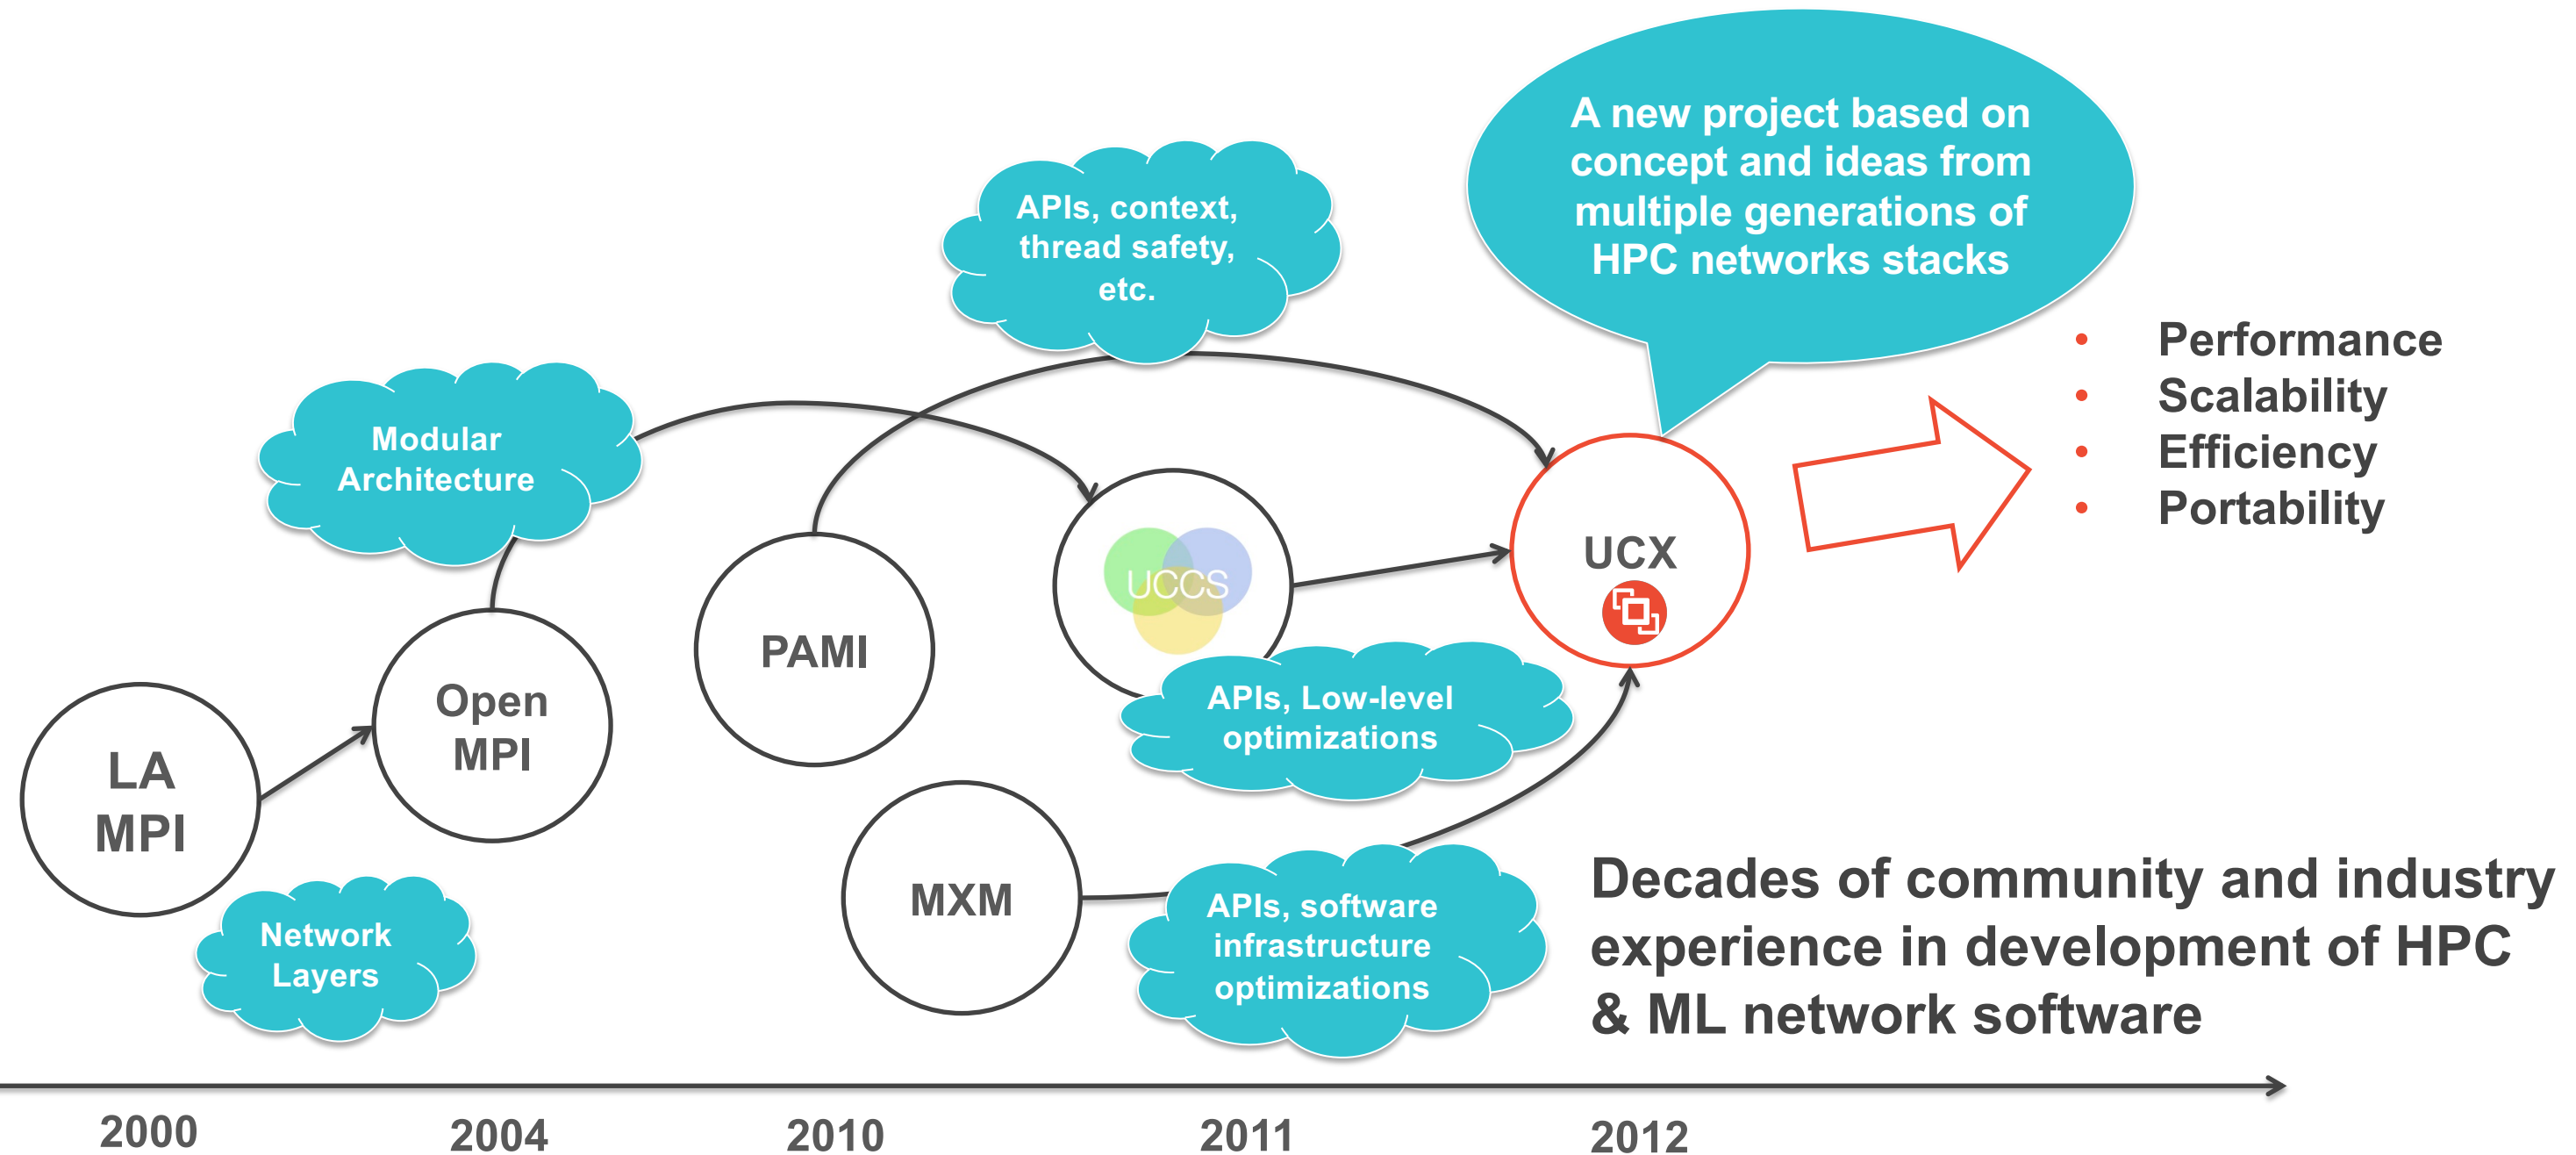 A new project based on
concept and ideas from
multiple generations of
HPC networks stacks
APIs, context,
thread safety,
etc.
• Performance
• Scalability
• Efficiency
• Portability
Modular
Architecture
UCCS
UCX
PAMI
Open
MPI
LA
MPI
APIs, Low-level
optimizations
MXM
APIs, software
infrastructure
optimizations
Network
Layers
Decades of community and industry
experience in development of HPC
& ML network software
2000
2004
2010
2011
2012